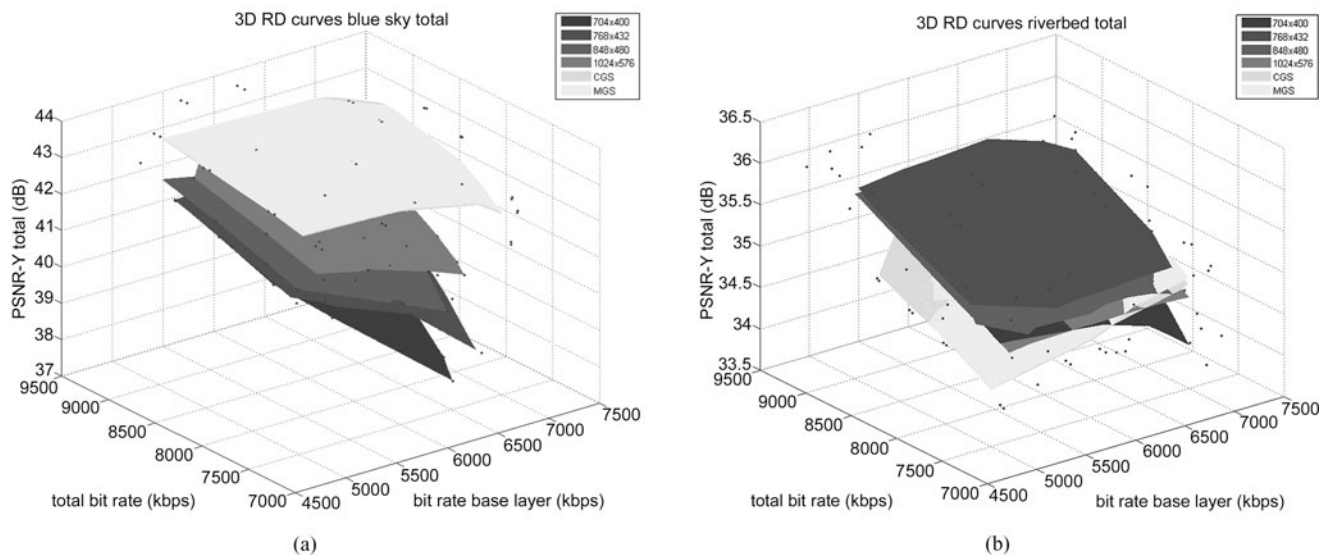 3D RD curves blue sky total
704x400
768x432
848x480
1024x576
CGS
MGS
44
43
42
41
40
39
38
37
PSNR-Y total (dB)
9500
9000
8500
8000
7500
7000
total bit rate (kbps)
4500
5000
5500
6000
6500
7000
7500
bit rate base layer (kbps)
(a)
3D RD curves riverbed total
704x400
768x432
848x480
1024x576
CGS
MGS
36.5
36
35.5
35
34.5
34
33.5
PSNR-Y total (dB)
9500
9000
8500
8000
7500
7000
total bit rate (kbps)
4500
5000
5500
6000
6500
7000
7500
bit rate base layer (kbps)
(b)